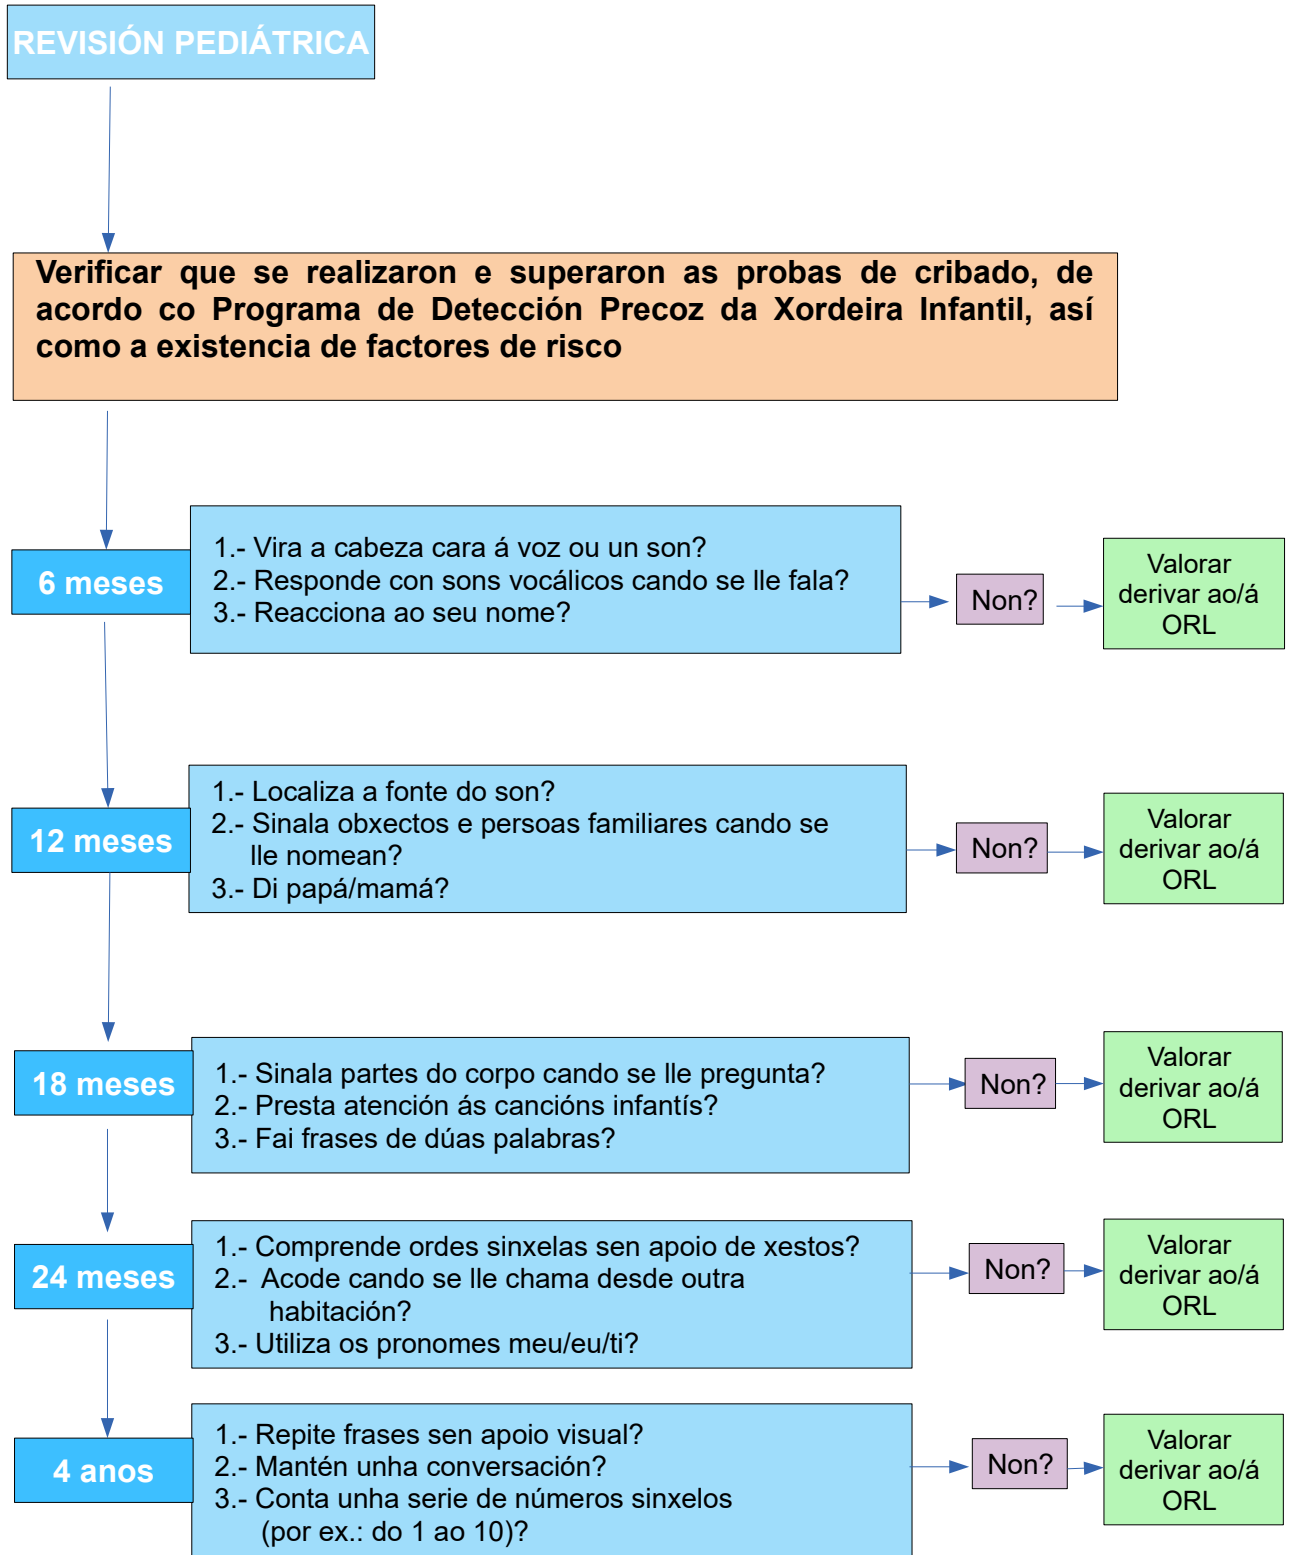 REVISIÓN PEDIÁTRICA
Verificar que se realizaron e superaron as probas de cribado, de
acordo co Programa de Detección Precoz da Xordeira Infantil, así
como a existencia de factores de risco
6 meses
1.- Vira a cabeza cara á voz ou un son?
2.- Responde con sons vocálicos cando se lle fala?
3.- Reacciona ao seu nome?
Non?
Valorar
derivar ao/á
ORL
12 meses
1.- Localiza a fonte do son?
2.- Sinala obxectos e persoas familiares cando se
lle nomean?
3.- Di papá/mamá?
Non?
Valorar
derivar ao/á
ORL
18 meses
1.- Sinala partes do corpo cando se lle pregunta?
2.- Presta atención ás cancións infantís?
3.- Fai frases de dúas palabras?
Non?
Valorar
derivar ao/á
ORL
24 meses
1.- Comprende ordes sinxelas sen apoio de xestos?
2.- Acode cando se lle chama desde outra
habitación?
3.- Utiliza os pronomes meu/eu/ti?
Non?
Valorar
derivar ao/á
ORL
4 anos
1.- Repite frases sen apoio visual?
2.- Mantén unha conversación?
3.- Conta unha serie de números sinxelos
(por ex.: do 1 ao 10)?
Non?
Valorar
derivar ao/á
ORL